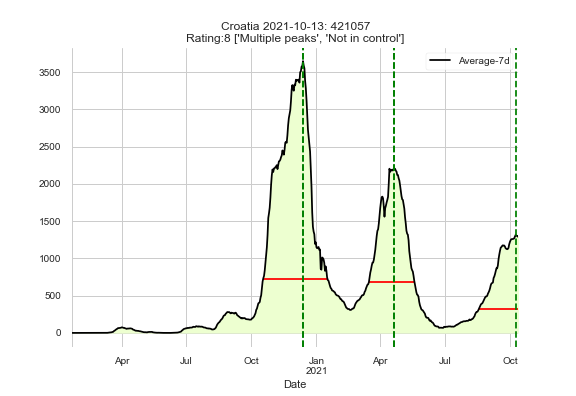 Croatia 2021-10-13: 421057
Rating:8 ['Multiple peaks', 'Not in control']
Average-7d
3500
3000
2500
2000
1500
1000
500
0
Apr Jul Oct Jan Apr Jul Oct
2021
Date